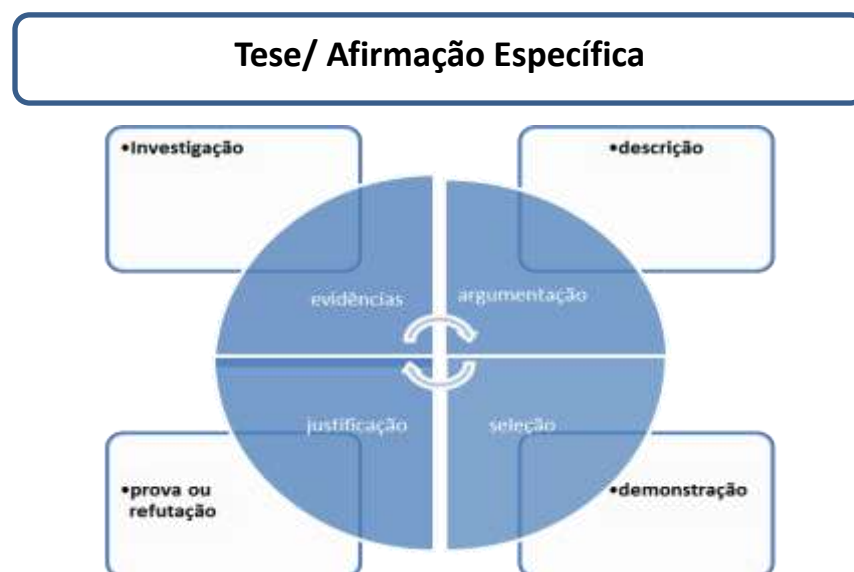 Tese/ Afirmação Específica
•Investigação
•descrição
evidências
argumentação
justificação
seleção
•prova ou
refutação
•demonstração